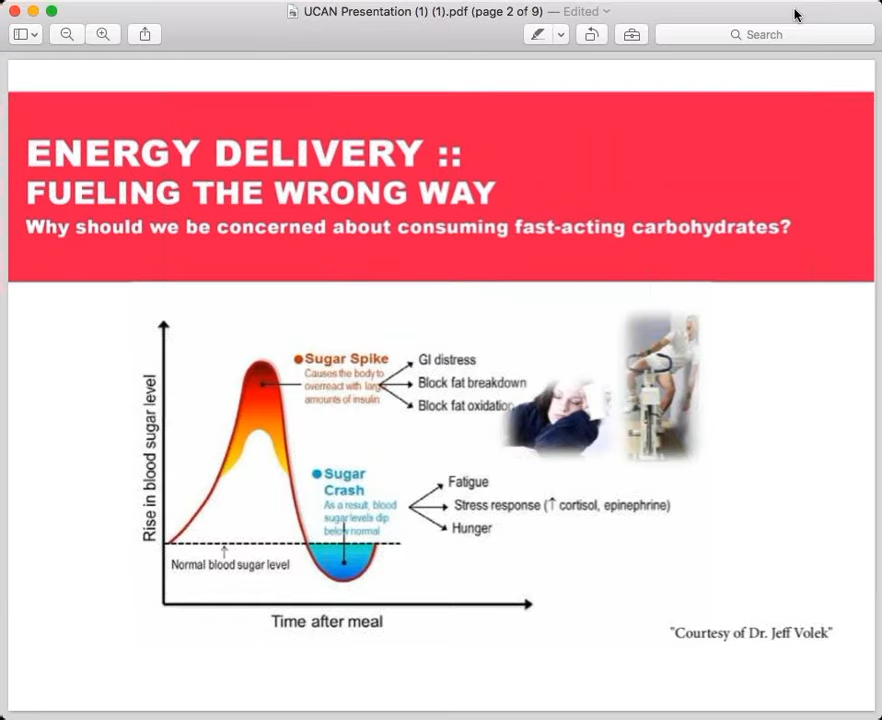 UCAN Presentation (1) (1).pdf (page 2 of 9) — Edited
Search
ENERGY DELIVERY ::
FUELING THE WRONG WAY
Why should we be concerned about consuming fast-acting carbohydrates?
Rise in blood sugar level
Sugar Spike
Causes the body to
overreact with large
amounts of insulin
GI distress
Block fat breakdown
Block fat oxidation
Sugar
Crash
As a result, blood
sugar levels dip
below normal
Fatigue
Stress response (↑ cortisol, epinephrine)
Hunger
Normal blood sugar level
Time after meal
"Courtesy of Dr. Jeff Volek"